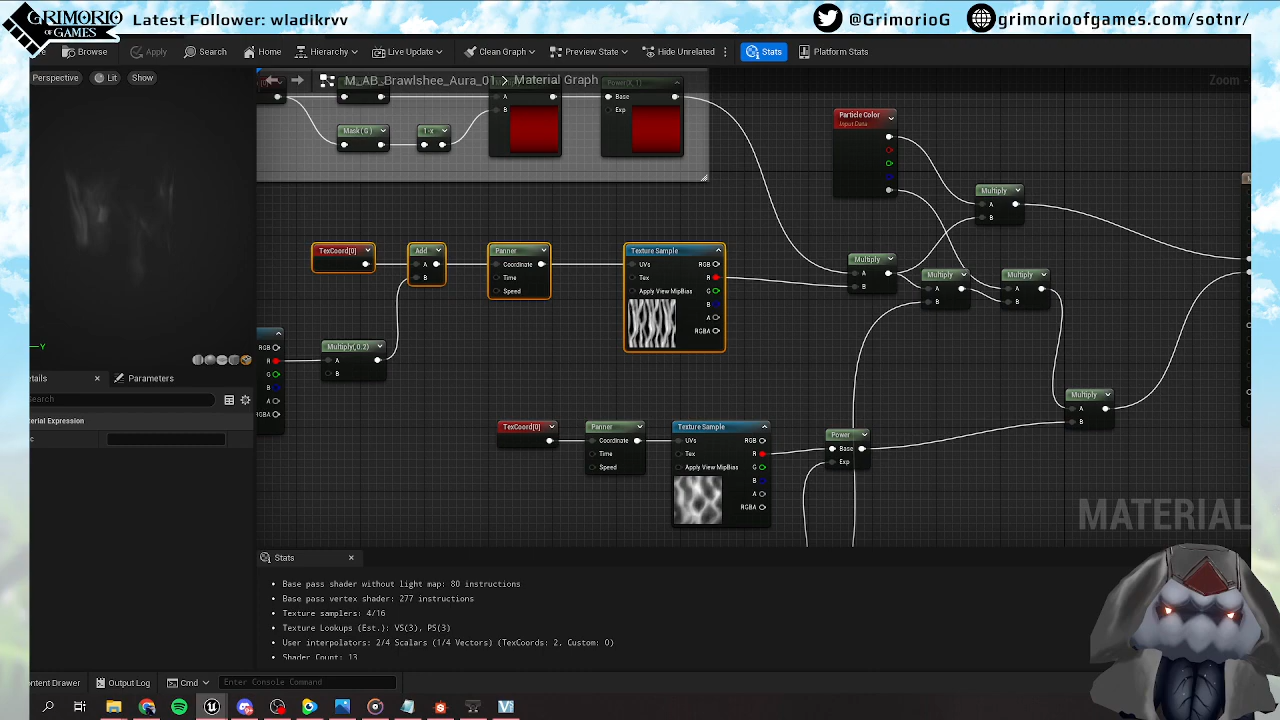 GRIMORIO
OF GAMES
Latest Follower: wladikrvv
@GrimorioG
grimorioofgames.com/sotnr/
Browse
Apply
Search
Home
Hierarchy
Live Update
Clean Graph
Preview State
Hide Unrelated
Stats
Platform Stats
Perspective
Lit
Show
M_AB_Brawlshee_Aura_01
Material Graph
Zoom -
Power(X, 1)
A
B
Base
Exp
Mask ( G )
1-x
Particle Color
Input Data
Multiply
A
B
TexCoord[0]
Add
A
B
Panner
Coordinate
Time
Speed
Texture Sample
UVs
Tex
Apply View MipBias
RGB
R
G
B
A
RGBA
Multiply
A
B
Multiply
A
B
Multiply
A
B
RGB
R
G
B
A
RGBA
Multiply(,0.2)
A
B
Details
Parameters
Search
Material Expression
TexCoord[0]
Panner
Coordinate
Time
Speed
Texture Sample
UVs
Tex
Apply View MipBias
RGB
R
G
B
A
RGBA
Power
Base
Exp
Multiply
A
B
MATERIAL
Stats
Base pass shader without light map: 80 instructions
Base pass vertex shader: 277 instructions
Texture samplers: 4/16
Texture Lookups (Est.): VS(3), PS(3)
User interpolators: 2/4 Scalars (1/4 Vectors) (TexCoords: 2, Custom: 0)
Shader Count: 13
ontent Drawer
Output Log
Cmd
Enter Console Command